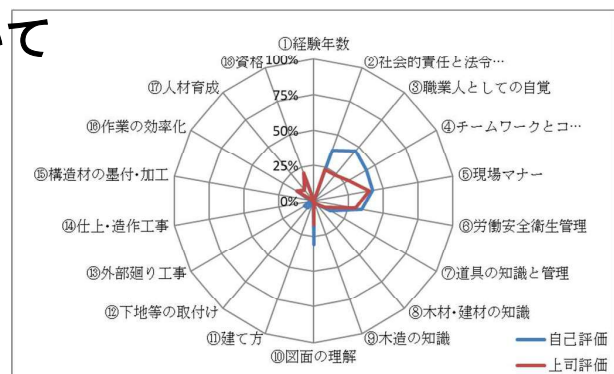 いて
①経験年数
②社会的責任と法令…
③職業人としての自覚
④チームワークとコ…
⑤現場マナー
⑥労働安全衛生管理
⑦道具の知識と管理
⑧木材・建材の知識
⑨木造の知識
⑩図面の理解
⑪建て方
⑫下地等の取付け
⑬外部廻り工事
⑭仕上・造作工事
⑮構造材の墨付・加工
⑯作業の効率化
⑰人材育成
⑱資格
100%
75%
50%
25%
0%
自己評価
上司評価